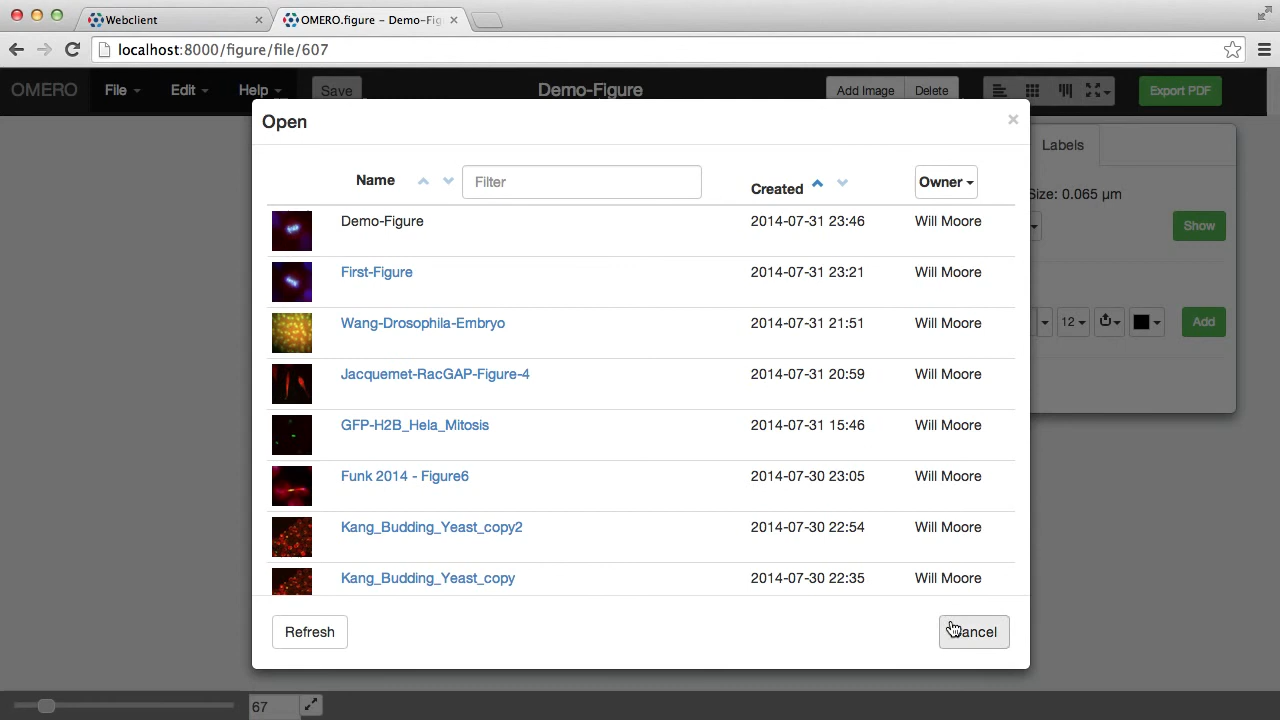 Webclient
OMERO.figure - Demo-Fig
localhost:8000/figure/file/607
OMERO File Edit Help Save Demo-Figure Add Image Delete Export PDF
Open
Labels
Name Filter Created Owner
Size: 0.065 µm
Demo-Figure 2014-07-31 23:46 Will Moore
Show
First-Figure 2014-07-31 23:21 Will Moore
Wang-Drosophila-Embryo 2014-07-31 21:51 Will Moore
12 Add
Jacquemet-RacGAP-Figure-4 2014-07-31 20:59 Will Moore
GFP-H2B_Hela_Mitosis 2014-07-31 15:46 Will Moore
Funk 2014 - Figure6 2014-07-30 23:05 Will Moore
Kang_Budding_Yeast_copy2 2014-07-30 22:54 Will Moore
Kang_Budding_Yeast_copy 2014-07-30 22:35 Will Moore
Refresh Cancel
67